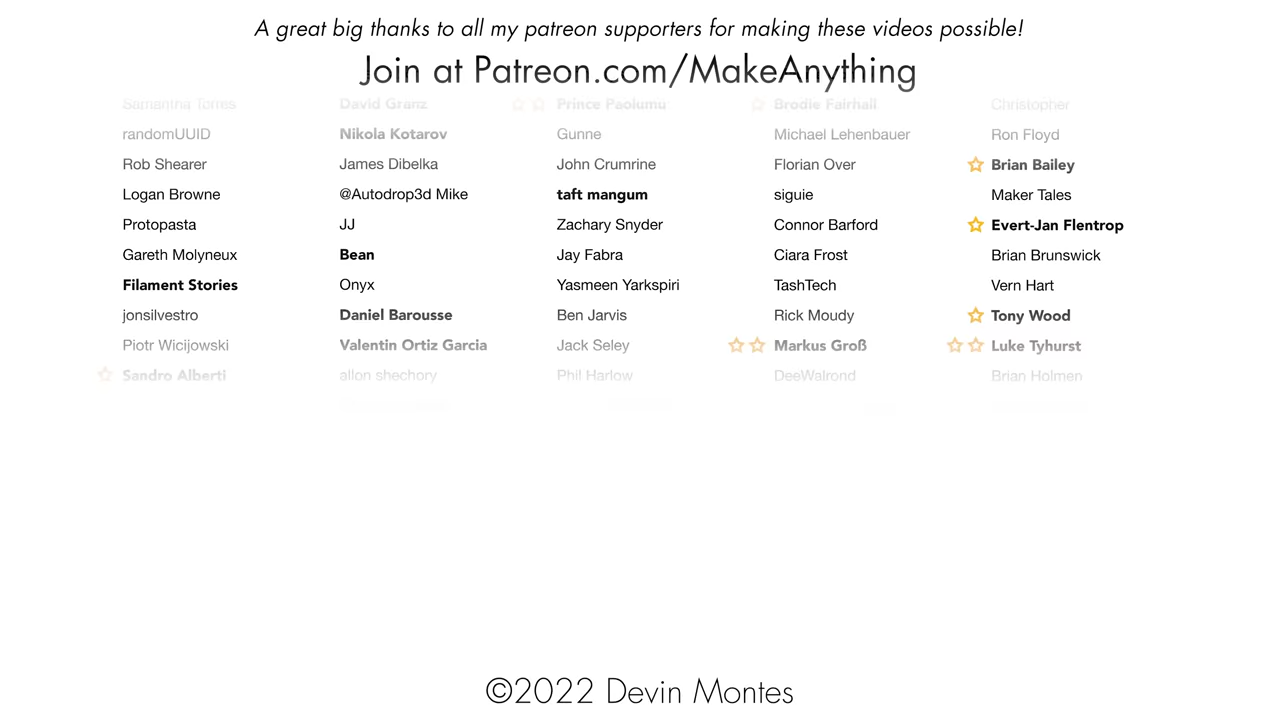 A great big thanks to all my patreon supporters for making these videos possible!
Join at Patreon.com/MakeAnything
Samantha Torres David Granz Prince Paolumu Brodie Fairhall Christopher
randomUUID Nikola Kotarov Gunne Michael Lehenbauer Ron Floyd
Rob Shearer James Dibelka John Crumrine Florian Over Brian Bailey
Logan Browne @Autodrop3d Mike taft mangum siguie Maker Tales
Protopasta JJ Zachary Snyder Connor Barford Evert-Jan Flentrop
Gareth Molyneux Bean Jay Fabra Ciara Frost Brian Brunswick
Filament Stories Onyx Yasmeen Yarkspiri TashTech Vern Hart
jonsilvestro Daniel Barousse Ben Jarvis Rick Moudy Tony Wood
Piotr Wicijowski Valentin Ortiz Garcia Jack Seley Markus Groß Luke Tyhurst
Sandro Alberti allon shechory Phil Harlow DeeWalrond Brian Holmen
©2022 Devin Montes